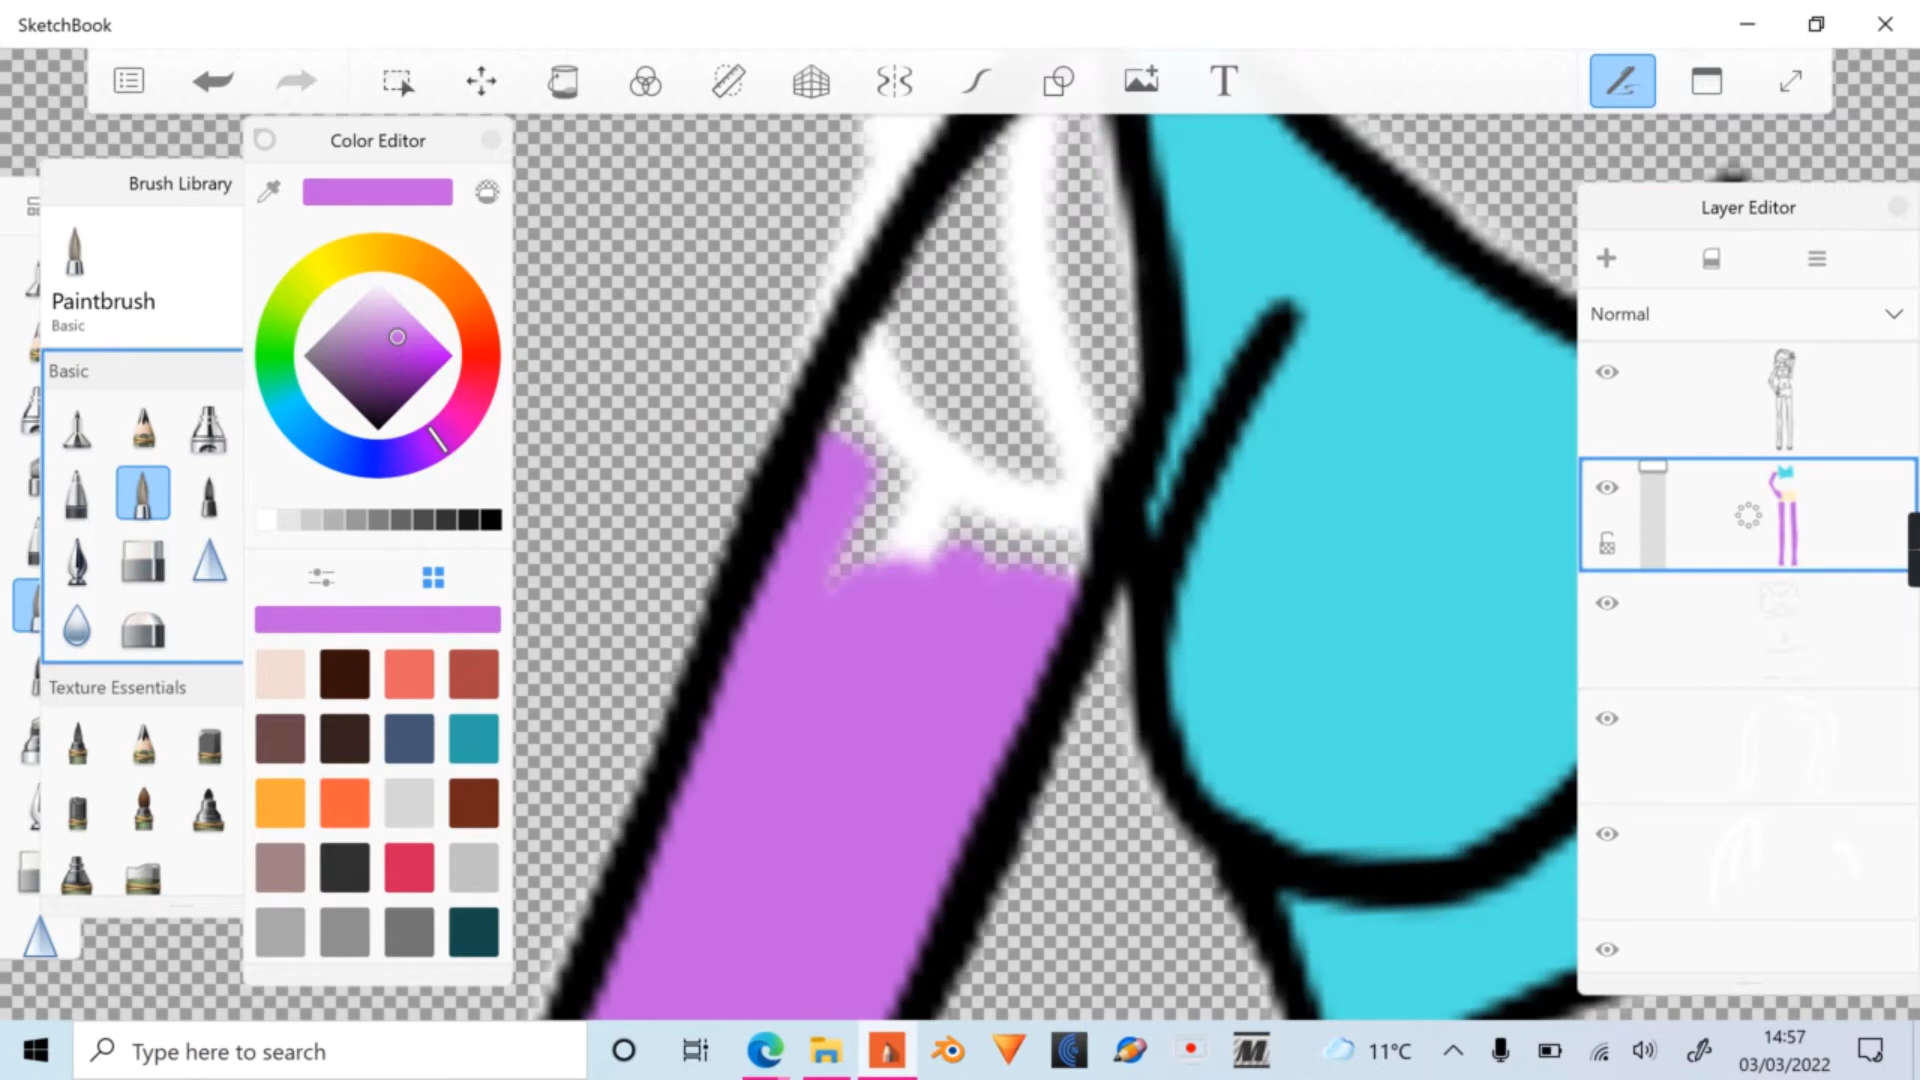 SketchBook
T
Color Editor
Brush Library
Layer Editor
Paintbrush
Basic
Normal
Basic
Texture Essentials
Type here to search
11°C
14:57
03/03/2022